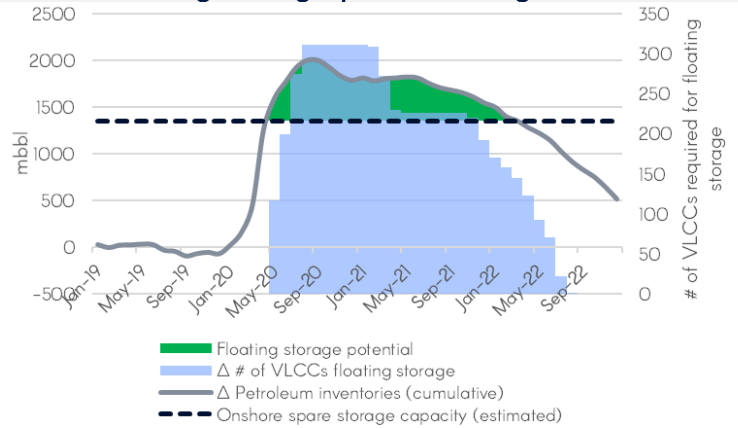 2500
2000
1500
1000
500
0
-500
mbbl
350
300
250
200
150
100
50
0
# of VLCCs required for floating
storage
Jan-19
May-19
Sep-19
Jan-20
May-20
Sep-20
Jan-21
May-21
Sep-21
Jan-22
May-22
Sep-22
Floating storage potential
Δ # of VLCCs floating storage
Δ Petroleum inventories (cumulative)
Onshore spare storage capacity (estimated)